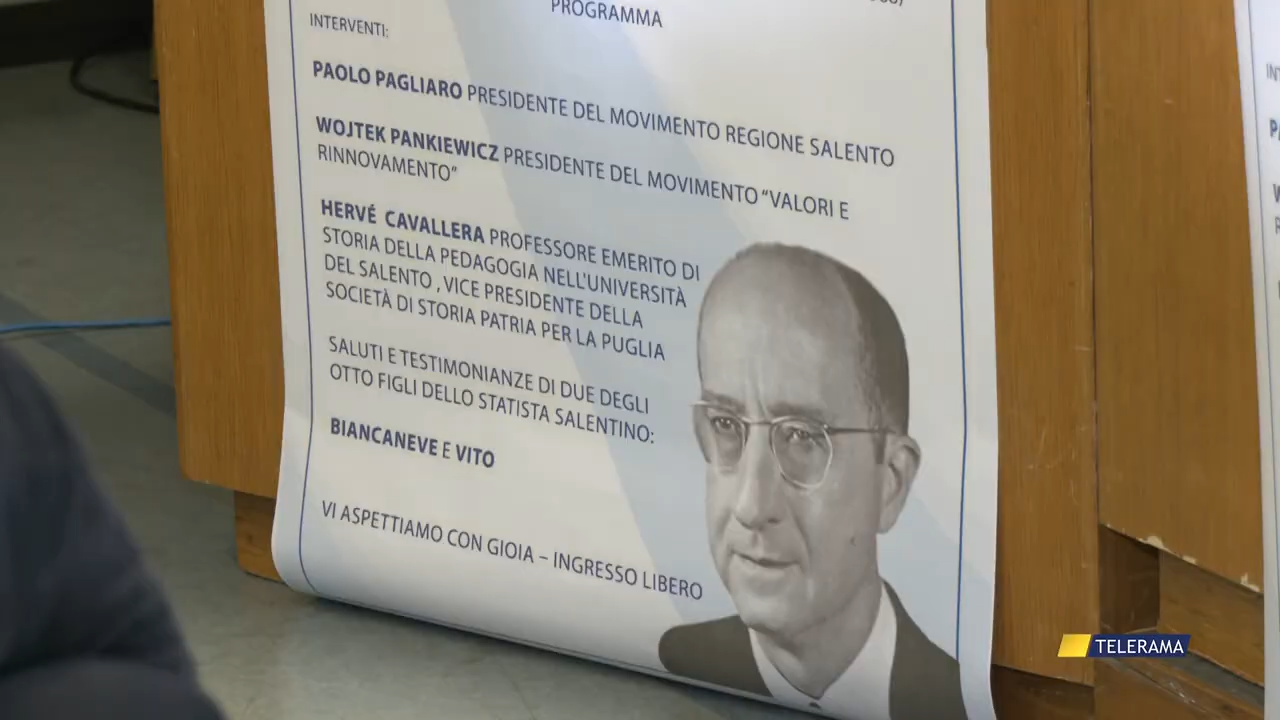 PROGRAMMA
INTERVENTI:
PAOLO PAGLIARO PRESIDENTE DEL MOVIMENTO REGIONE SALENTO
WOJTEK PANKIEWICZ PRESIDENTE DEL MOVIMENTO “VALORI E
RINNOVAMENTO”
HERVÉ CAVALLERA PROFESSORE EMERITO DI
STORIA DELLA PEDAGOGIA NELL'UNIVERSITÀ
DEL SALENTO , VICE PRESIDENTE DELLA
SOCIETÀ DI STORIA PATRIA PER LA PUGLIA
SALUTI E TESTIMONIANZE DI DUE DEGLI
OTTO FIGLI DELLO STATISTA SALENTINO:
BIANCANEVE E VITO
VI ASPETTIAMO CON GIOIA – INGRESSO LIBERO
TELERAMA